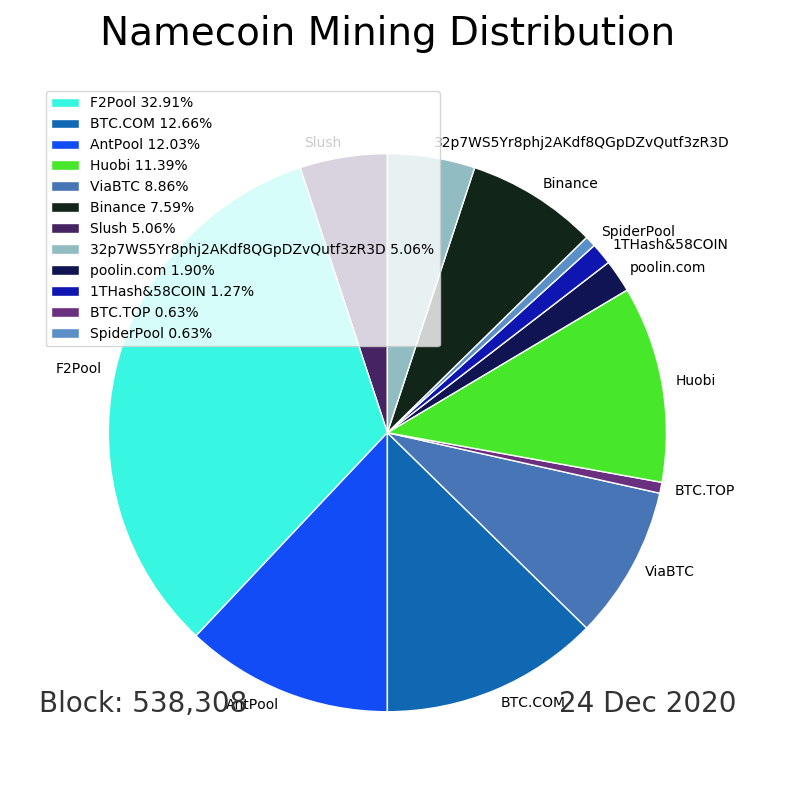 Namecoin Mining Distribution
F2Pool 32.91%
BTC.COM 12.66%
AntPool 12.03%
Huobi 11.39%
ViaBTC 8.86%
Binance 7.59%
Slush 5.06%
32p7WS5Yr8phj2AKdf8QGpDZvQutf3zR3D 5.06%
poolin.com 1.90%
1THash&58COIN 1.27%
BTC.TOP 0.63%
SpiderPool 0.63%
Slush
32p7WS5Yr8phj2AKdf8QGpDZvQutf3zR3D
Binance
SpiderPool
1THash&58COIN
poolin.com
F2Pool
Huobi
BTC.TOP
ViaBTC
AntPool
BTC.COM
Block: 538,308
24 Dec 2020